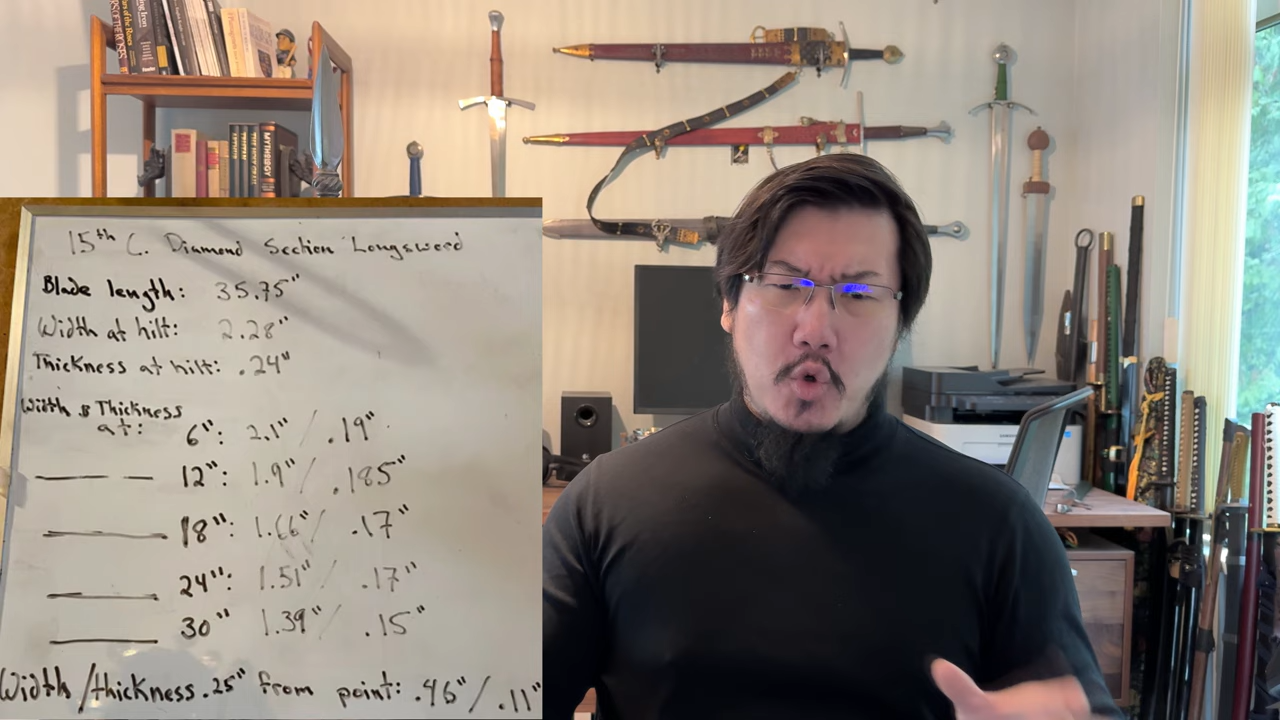 MYTHOLOGY
15th C. Diamond Section Longsword
Blade length: 35.75"
Width at hilt: 2.28"
Thickness at hilt: .24"
Width & Thickness
at: 6": 2.1" / .19"
12": 1.9" / .185"
18": 1.66" / .17"
24": 1.51" / .17"
30" 1.39" / .15"
Width/thickness .25" from point: .46" / .11"